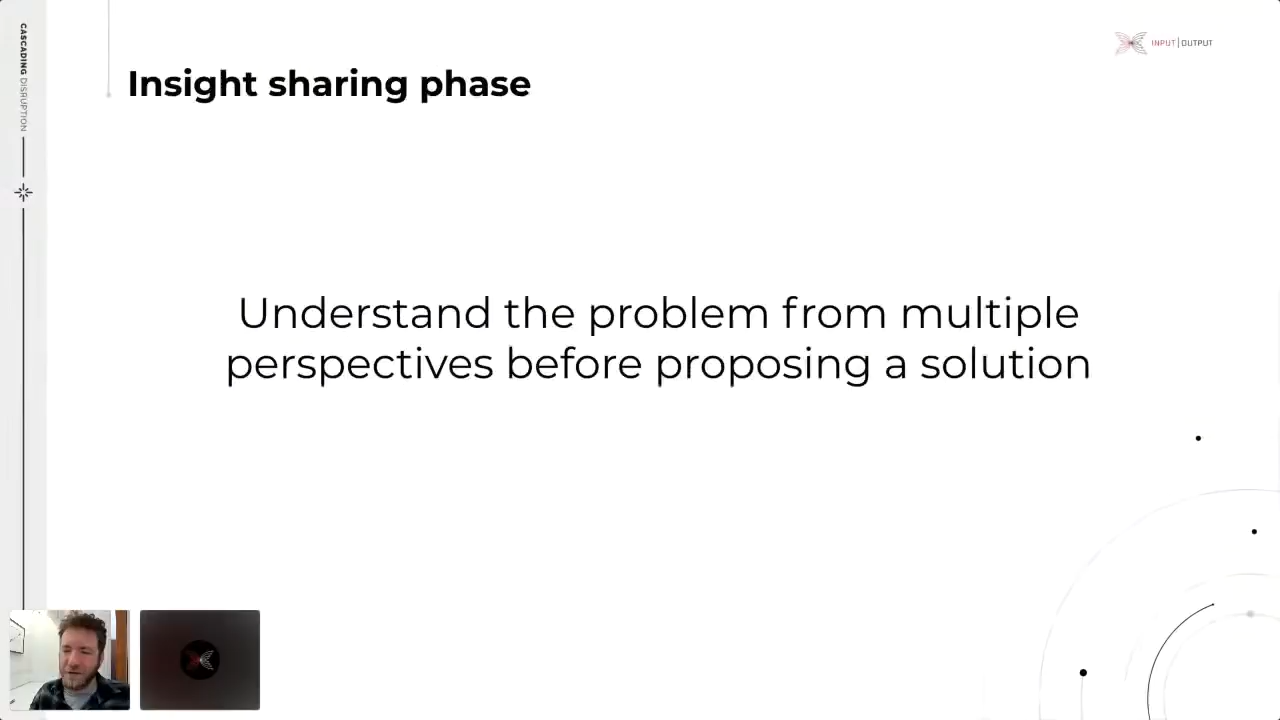 CASCADING DISRUPTION
INPUT|OUTPUT
Insight sharing phase
Understand the problem from multiple
perspectives before proposing a solution